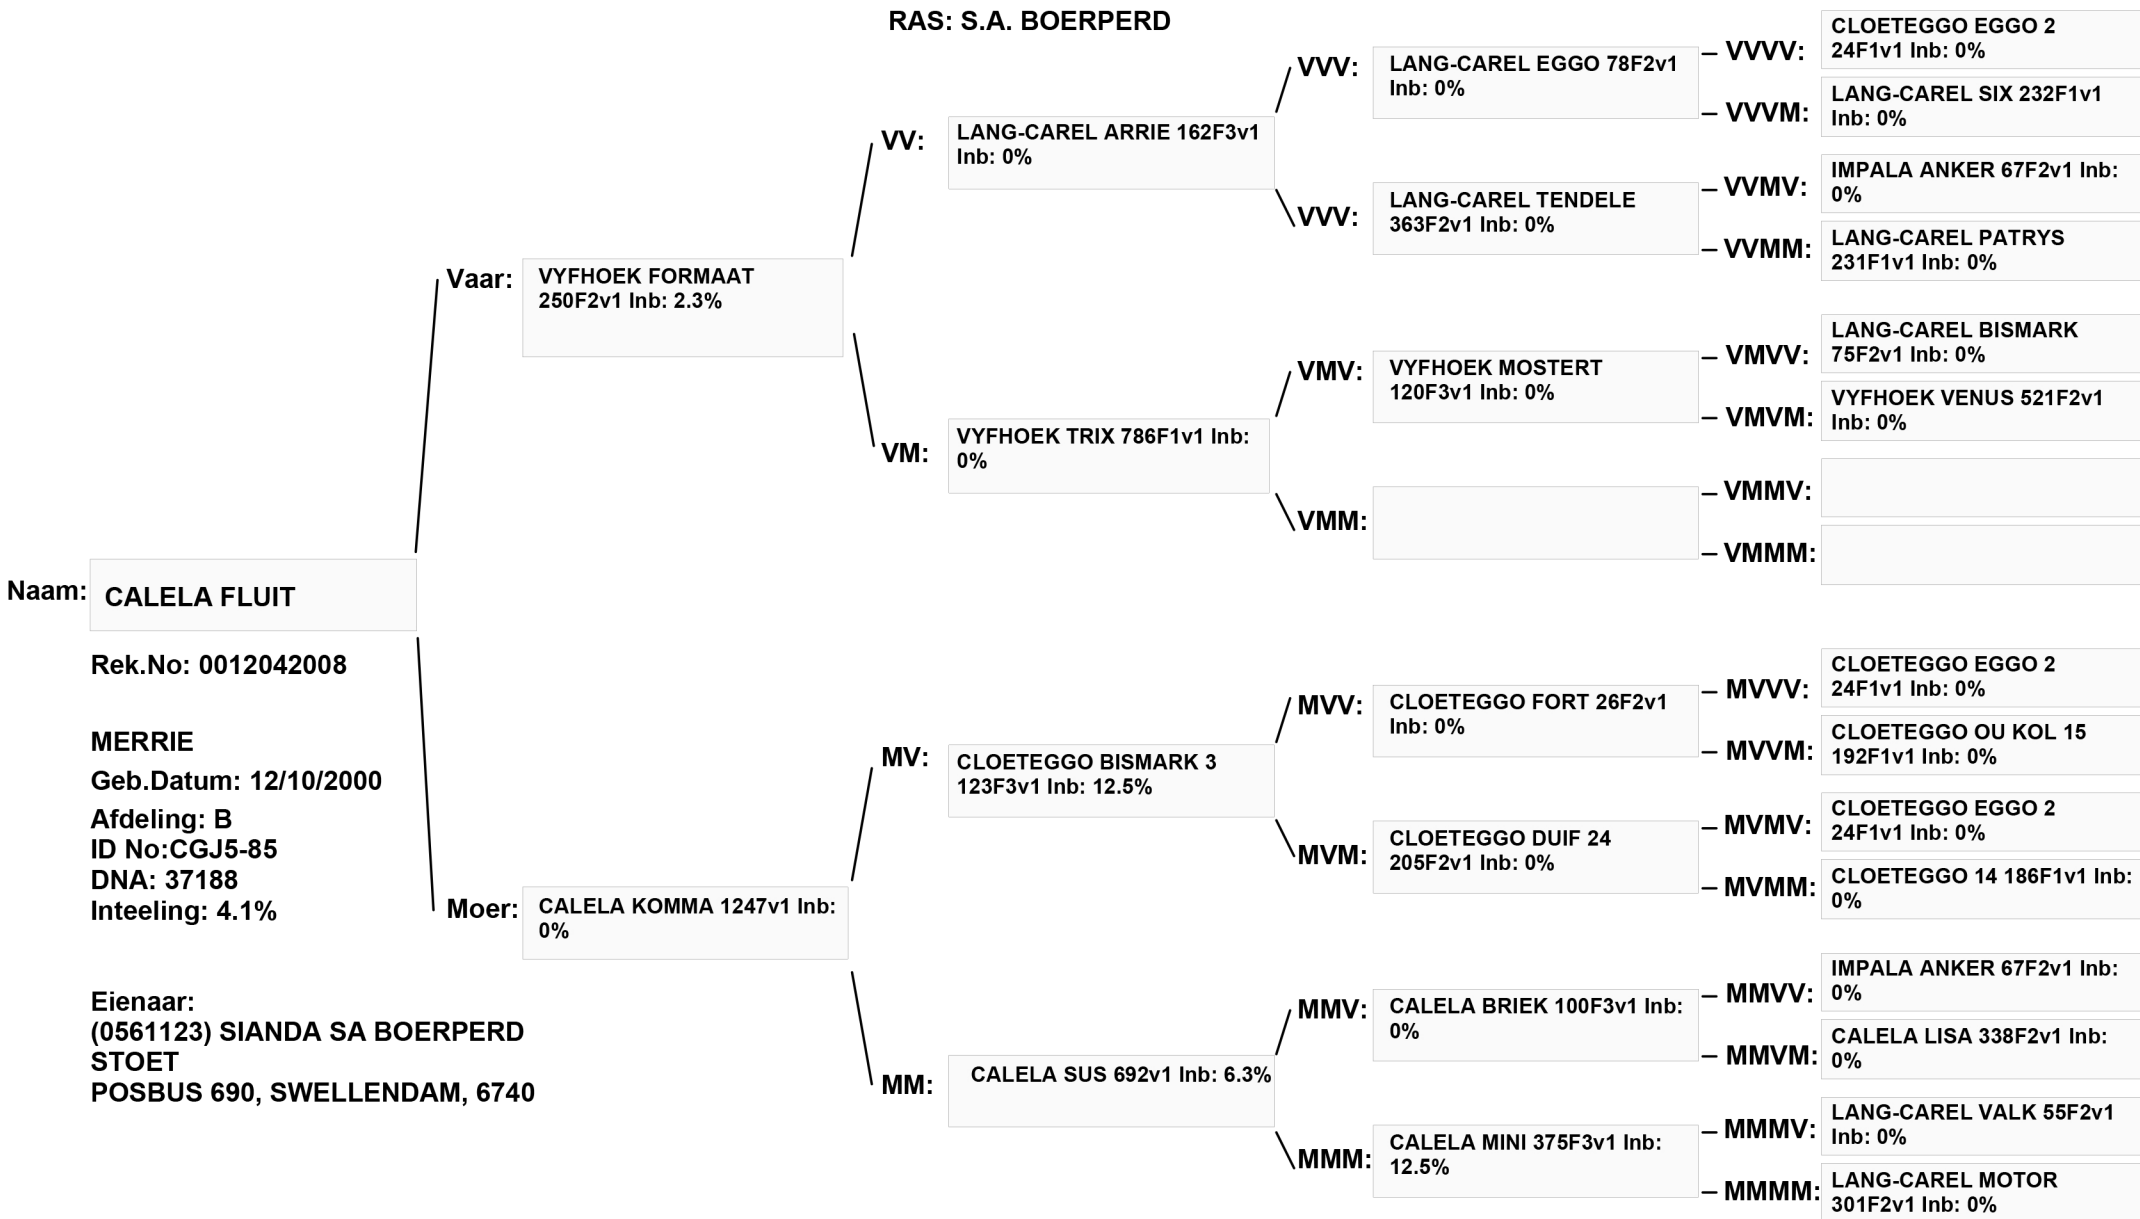 RAS: S.A. BOERPERD
Naam:
CALELA FLUIT
Rek.No: 0012042008
MERRIE
Geb.Datum: 12/10/2000
Afdeling: B
ID No:CGJ5-85
DNA: 37188
Inteeling: 4.1%
Eienaar:
(0561123) SIANDA SA BOERPERD
STOET
POSBUS 690, SWELLENDAM, 6740
Vaar:
VYFHOEK FORMAAT
250F2v1 Inb: 2.3%
Moer:
CALELA KOMMA 1247v1 Inb:
0%
VV:
LANG-CAREL ARRIE 162F3v1
Inb: 0%
VM:
VYFHOEK TRIX 786F1v1 Inb:
0%
MV:
CLOETEGGO BISMARK 3
123F3v1 Inb: 12.5%
MM:
CALELA SUS 692v1 Inb: 6.3%
VVV:
LANG-CAREL EGGO 78F2v1
Inb: 0%
VVV:
LANG-CAREL TENDELE
363F2v1 Inb: 0%
VMV:
VYFHOEK MOSTERT
120F3v1 Inb: 0%
VMM:
MVV:
CLOETEGGO FORT 26F2v1
Inb: 0%
MVM:
CLOETEGGO DUIF 24
205F2v1 Inb: 0%
MMV:
CALELA BRIEK 100F3v1 Inb:
0%
MMM:
CALELA MINI 375F3v1 Inb:
12.5%
VVVV:
CLOETEGGO EGGO 2
24F1v1 Inb: 0%
VVVM:
LANG-CAREL SIX 232F1v1
Inb: 0%
VVMV:
IMPALA ANKER 67F2v1 Inb:
0%
VVMM:
LANG-CAREL PATRYS
231F1v1 Inb: 0%
VMVV:
LANG-CAREL BISMARK
75F2v1 Inb: 0%
VMVM:
VYFHOEK VENUS 521F2v1
Inb: 0%
VMMV:
VMMM:
MVVV:
CLOETEGGO EGGO 2
24F1v1 Inb: 0%
MVVM:
CLOETEGGO OU KOL 15
192F1v1 Inb: 0%
MVMV:
CLOETEGGO EGGO 2
24F1v1 Inb: 0%
MVMM:
CLOETEGGO 14 186F1v1 Inb:
0%
MMVV:
IMPALA ANKER 67F2v1 Inb:
0%
MMVM:
CALELA LISA 338F2v1 Inb:
0%
MMMV:
LANG-CAREL VALK 55F2v1
Inb: 0%
MMMM:
LANG-CAREL MOTOR
301F2v1 Inb: 0%